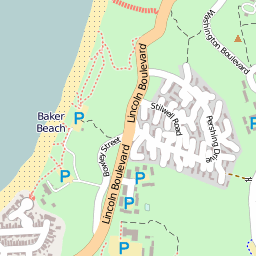 Washington Boulevard
Lincoln Boulevard
Stilwell Road
Baker
Beach
P
P
Pershing Drive
Bowley Street
Lincoln Boulevard
P
P
P
P